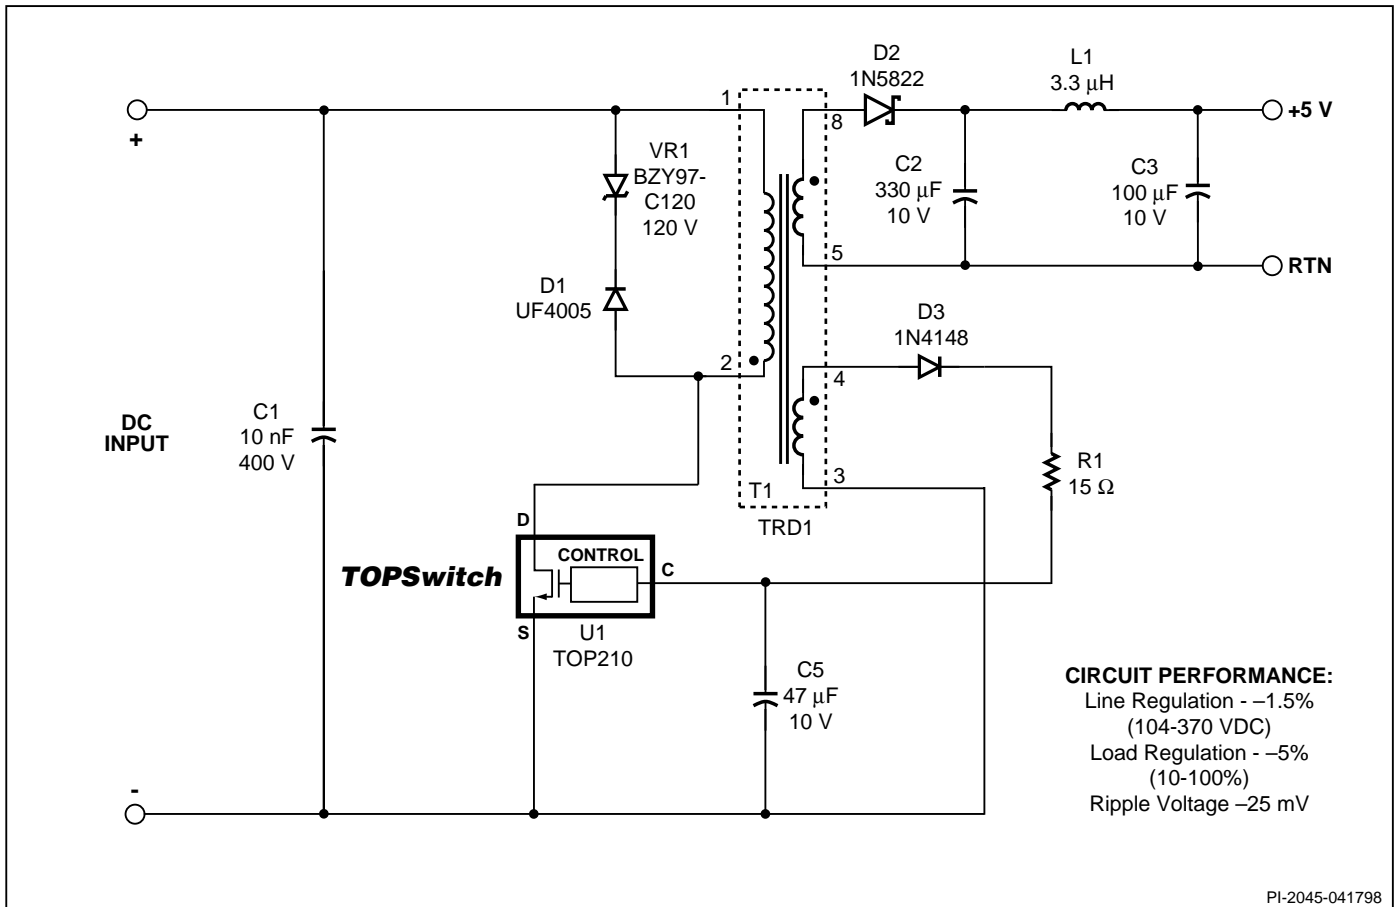 D2
1N5822
L1
3.3 µH
1
8
+5 V
+
VR1
BZY97-
C120
120 V
C2
330 µF
10 V
C3
100 µF
10 V
5
RTN
D1
UF4005
D3
1N4148
2
4
DC
INPUT
C1
10 nF
400 V
R1
15 Ω
T1
3
TRD1
D
CONTROL
TOPSwitch
C
S
U1
TOP210
C5
47 µF
10 V
CIRCUIT PERFORMANCE:
Line Regulation - –1.5%
(104-370 VDC)
Load Regulation - –5%
(10-100%)
Ripple Voltage –25 mV
-
PI-2045-041798